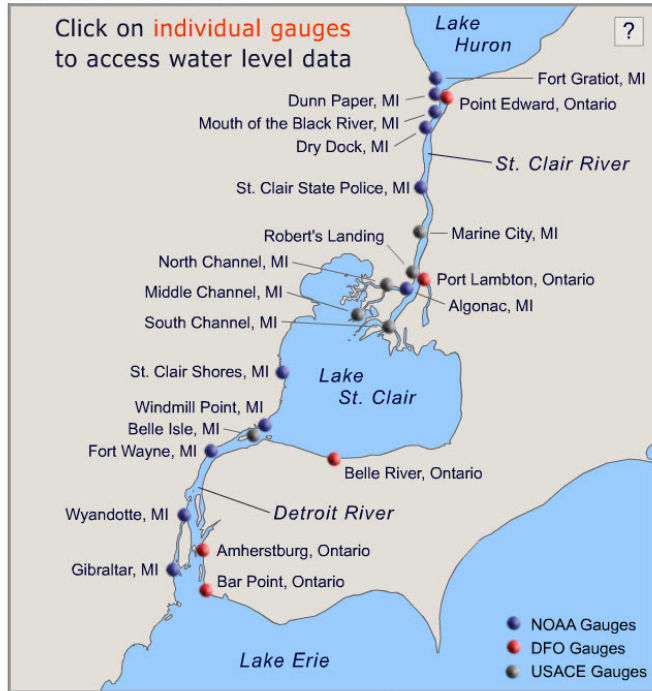 Click on individual gauges
to access water level data
Lake
Huron
?
Fort Gratiot, MI
Dunn Paper, MI
Point Edward, Ontario
Mouth of the Black River, MI
Dry Dock, MI
St. Clair River
St. Clair State Police, MI
Marine City, MI
Robert's Landing
North Channel, MI
Port Lambton, Ontario
Middle Channel, MI
Algonac, MI
South Channel, MI
St. Clair Shores, MI
Lake
St. Clair
Windmill Point, MI
Belle Isle, MI
Fort Wayne, MI
Belle River, Ontario
Detroit River
Wyandotte, MI
Amherstburg, Ontario
Gibraltar, MI
Bar Point, Ontario
Lake Erie
NOAA Gauges
DFO Gauges
USACE Gauges